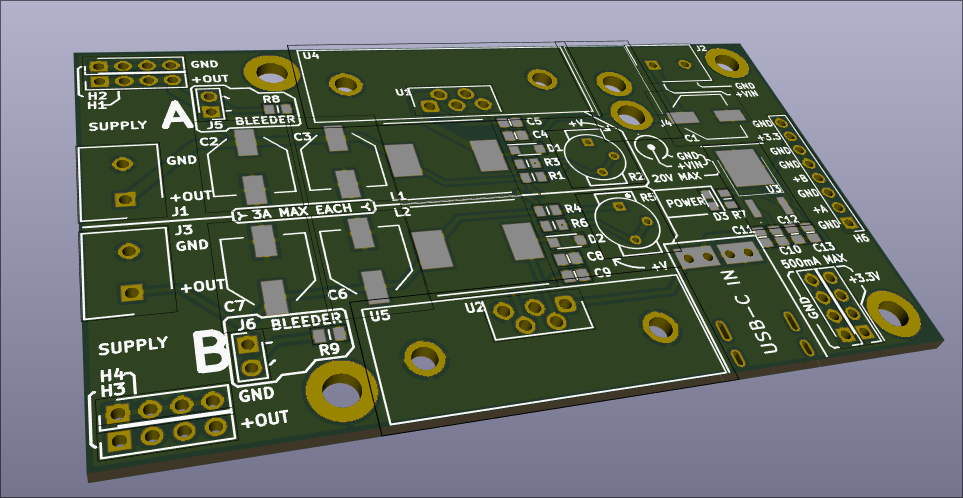 GND
+OUT
H2
H1
SUPPLY
A
J5
R8
BLEEDER
U4
U1
C2
C3
GND
+OUT
J1
3A MAX EACH
L1
L2
C5
C4
D1
R3
R1
+V
R2
J2
GND
+VIN
J4
C1
GND
+VIN
20V MAX
GND
+3.3
GND
GND
+B
GND
+A
GND
H6
U3
POWER
D3
R7
R5
R4
R6
D2
C8
C9
+V
C11
C12
C10
C13
500mA MAX
+3.3V
GND
USB-C IN
J3
GND
+OUT
C7
C6
U5
U2
SUPPLY
B
J6
BLEEDER
R9
H4
H3
GND
+OUT